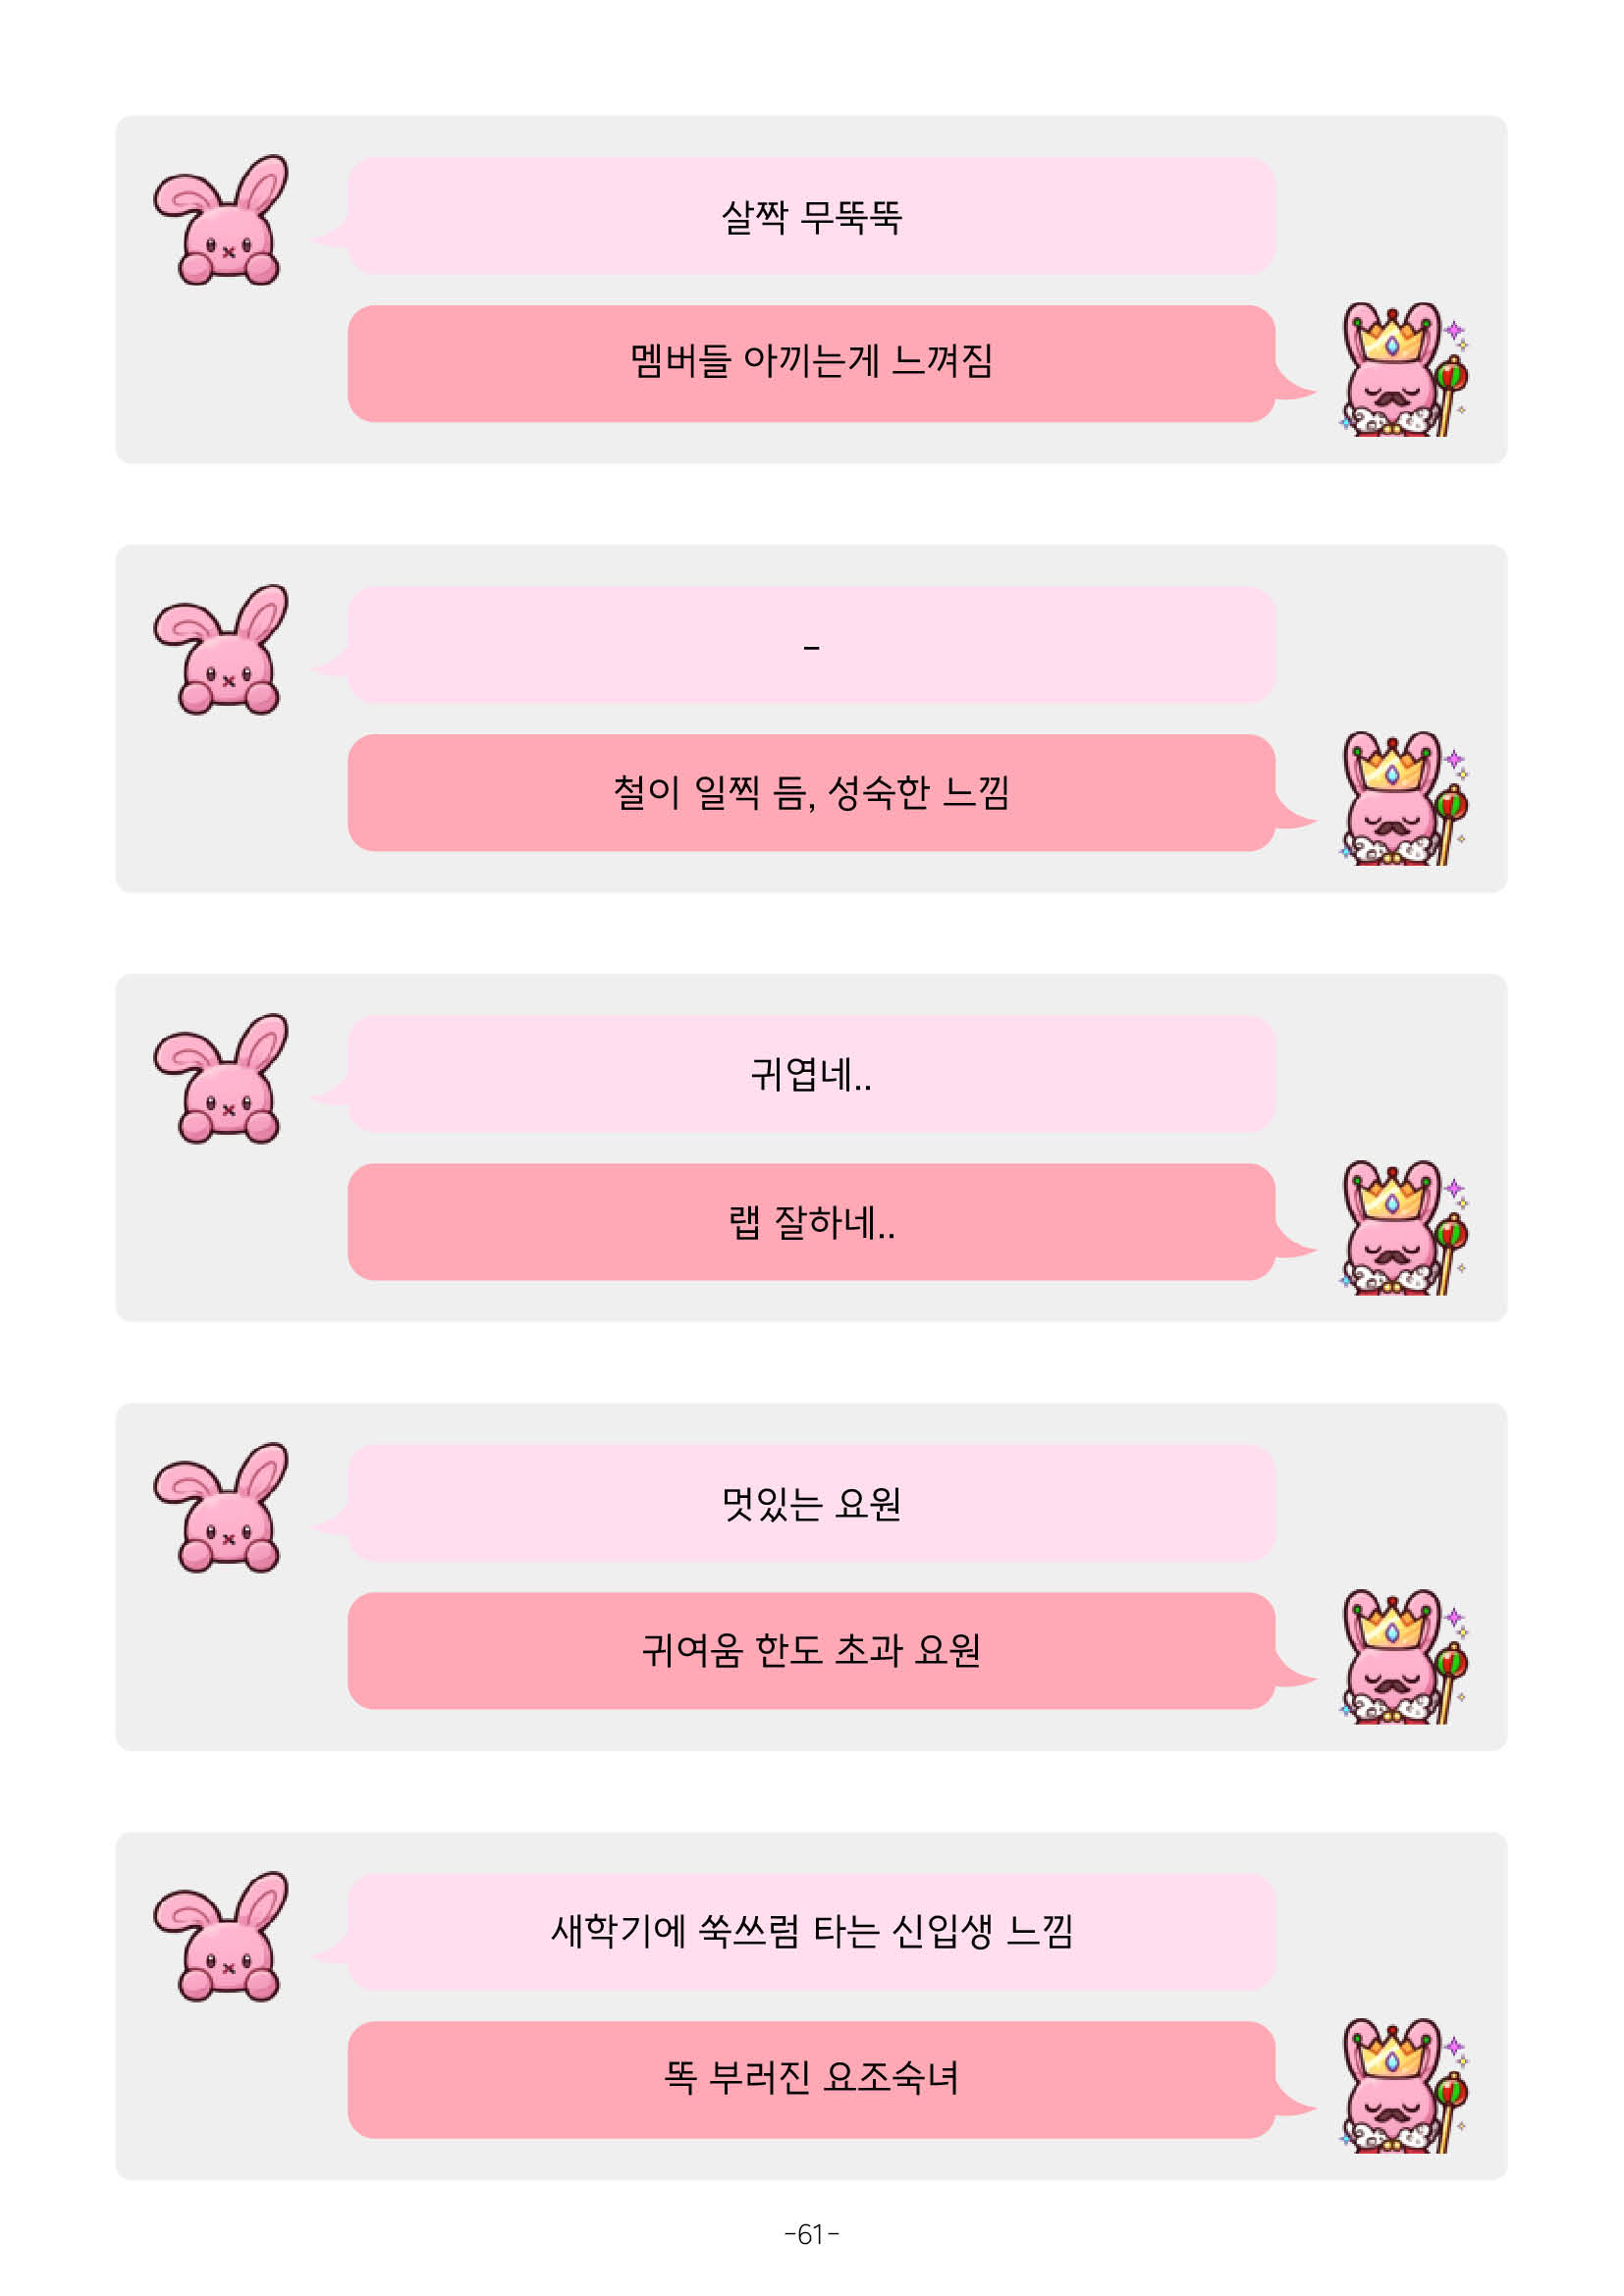 살짝 무뚝뚝
멤버들 아끼는게 느껴짐
-
철이 일찍 듬, 성숙한 느낌
귀엽네..
랩 잘하네..
멋있는 요원
귀여움 한도 초과 요원
새학기에 쑥쓰럼 타는 신입생 느낌
똑 부러진 요조숙녀
-61-